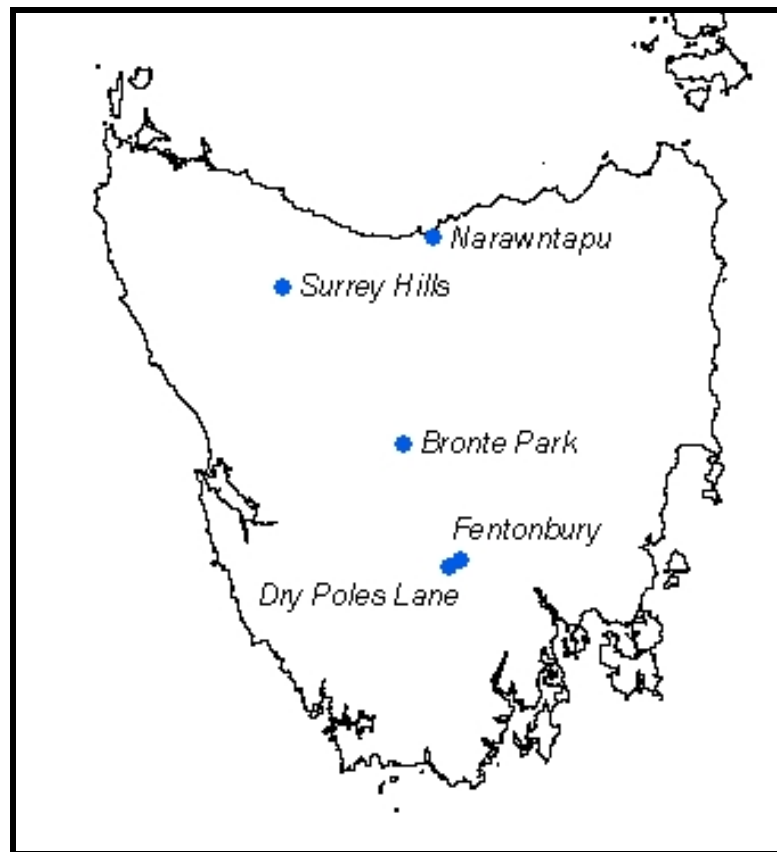 Narawntapu
Surrey Hills
Bronte Park
Fentonbury
Dry Poles Lane